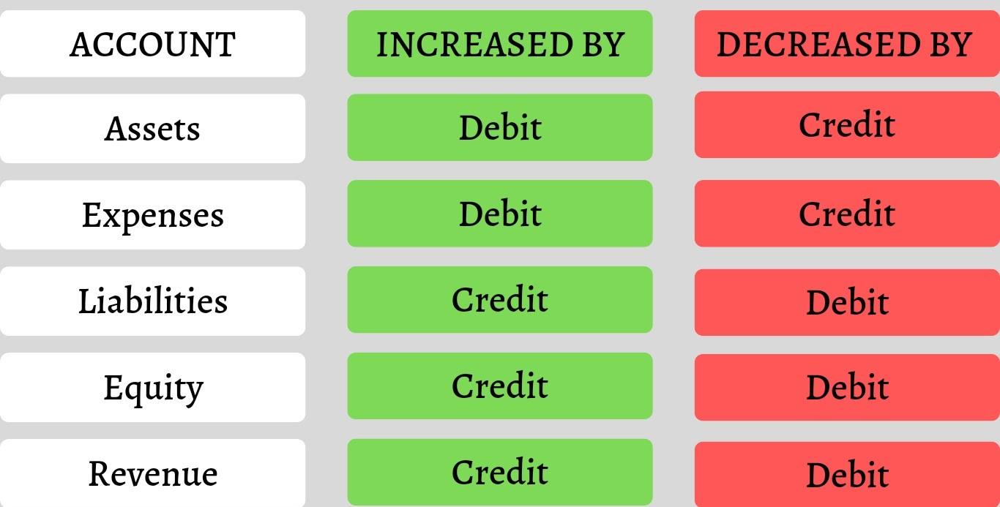 ACCOUNT INCREASED BY DECREASED BY
Assets Debit Credit
Expenses Debit Credit
Liabilities Credit Debit
Equity Credit Debit
Revenue Credit Debit